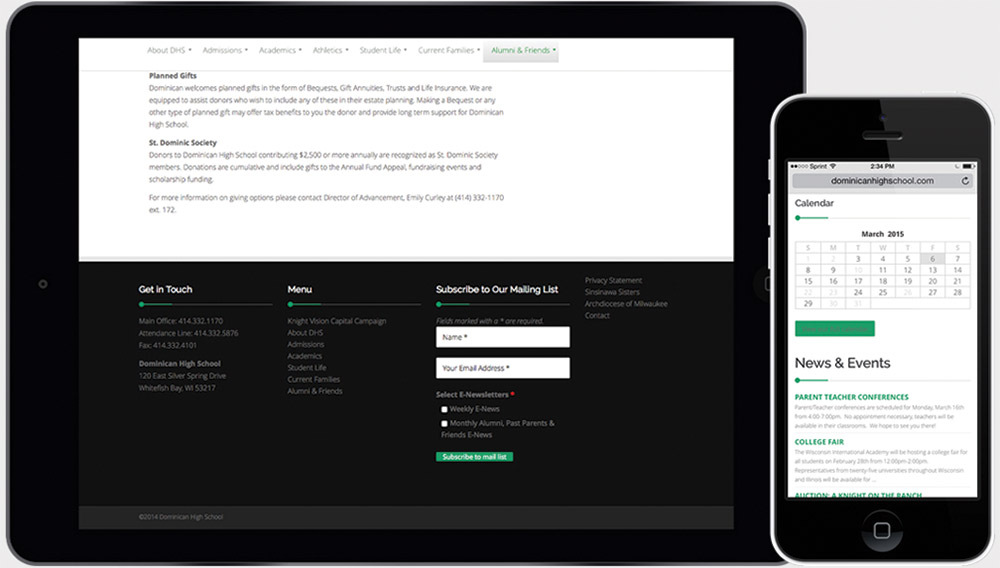 About DHS Admissions Academics Athletics Student Life Current Families Alumni & Friends
Planned Gifts
Dominican welcomes planned gifts in the form of Bequests, Gift Annuities, Trusts and Life Insurance. We are
equipped to assist donors who wish to include any of these in their estate planning. Making a Bequest or any
other type of planned gift may offer tax benefits to you the donor and provide long term support for Dominican
High School.
St. Dominic Society
Donors to Dominican High School contributing $2,500 or more annually are recognized as St. Dominic Society
members. Donations are cumulative and include gifts to the Annual Fund Appeal, fundraising events and
scholarship funding.
For more information on giving options please contact Director of Advancement, Emily Curley at (414) 332-1170
ext. 172.
Get in Touch
Main Office: 414.332.1170
Attendance Line: 414.332.5876
Fax: 414.332.4101
Dominican High School
120 East Silver Spring Drive
Whitefish Bay, WI 53217
Menu
Knight Vision Capital Campaign
About DHS
Admissions
Academics
Student Life
Current Families
Alumni & Friends
Subscribe to Our Mailing List
Fields marked with a * are required.
Name *
Your Email Address *
Select E-Newsletters *
Weekly E-News
Monthly Alumni, Past Parents &
Friends E-News
Subscribe to mail list
Privacy Statement
Sinsinawa Sisters
Archdiocese of Milwaukee
Contact
©2014 Dominican High School
Sprint 2:34 PM
dominicanhighschool.com
Calendar
March 2015
S M T W T F S
1 2 3 4 5 6 7
8 9 10 11 12 13 14
15 16 17 18 19 20 21
22 23 24 25 26 27 28
29 30 31
News & Events
PARENT TEACHER CONFERENCES
Parent/Teacher conferences are scheduled for Monday, March 16th
from 4:00-7:00pm. No appointment necessary, teachers will be
available in their classrooms. We hope to see you there!
COLLEGE FAIR
The Wisconsin International Academy will be hosting a college fair for
all students on February 28th from 12:00pm-2:00pm.
Representatives from twenty-five universities throughout Wisconsin
and Illinois will be available for ...
AUCTION: A KNIGHT ON THE RANCH